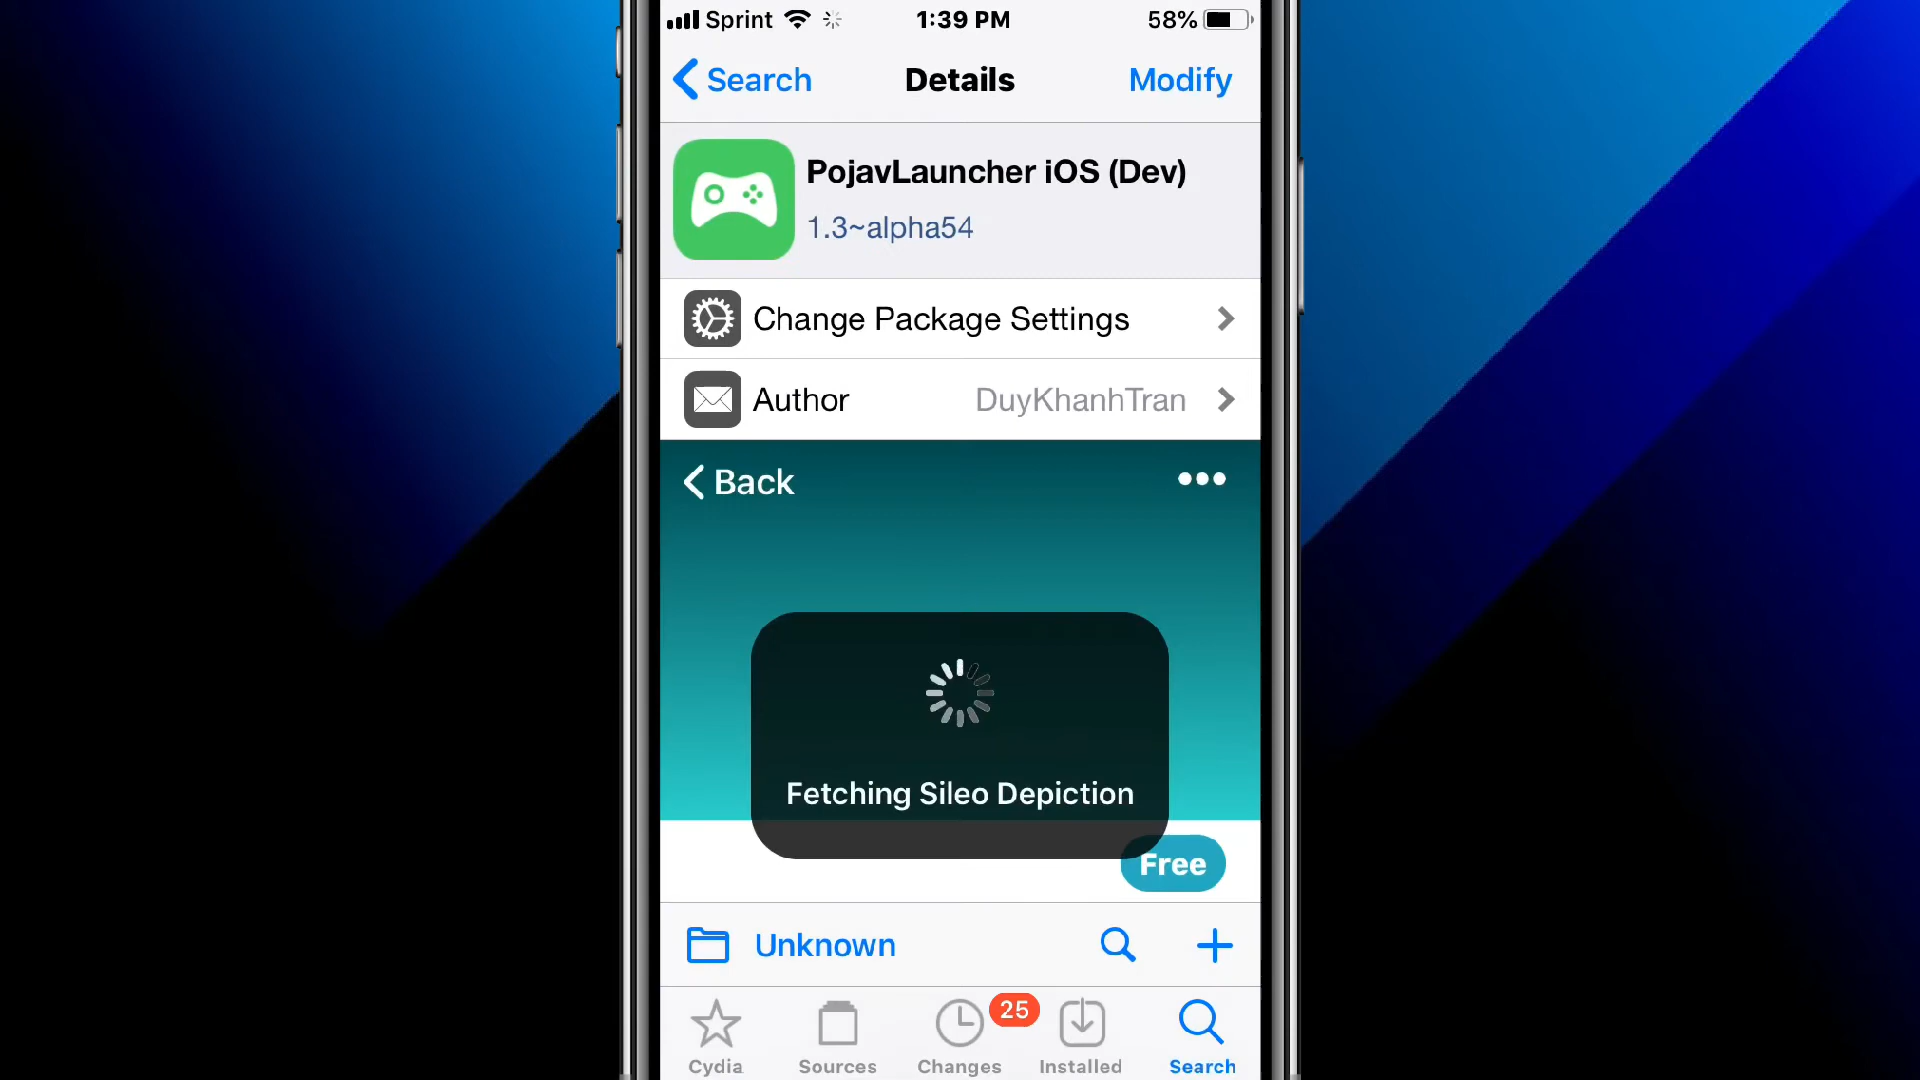 Sprint 1:39 PM 58%
Search Details Modify
PojavLauncher iOS (Dev)
1.3~alpha54
Change Package Settings
Author DuyKhanhTran
Back
Fetching Sileo Depiction
Free
Unknown
25
Cydia Sources Changes Installed Search